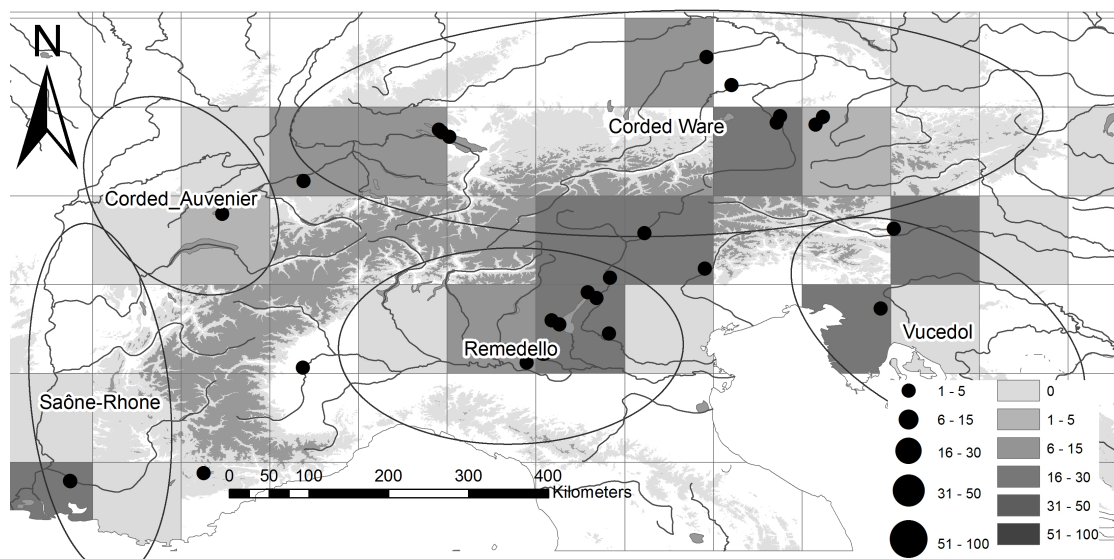 N
Corded Ware
Corded_Auvenier
Vucedol
Remedello
Saône-Rhone
0 50 100 200 300 400
Kilometers
1 - 5
6 - 15
16 - 30
31 - 50
51 - 100
0
1 - 5
6 - 15
16 - 30
31 - 50
51 - 100